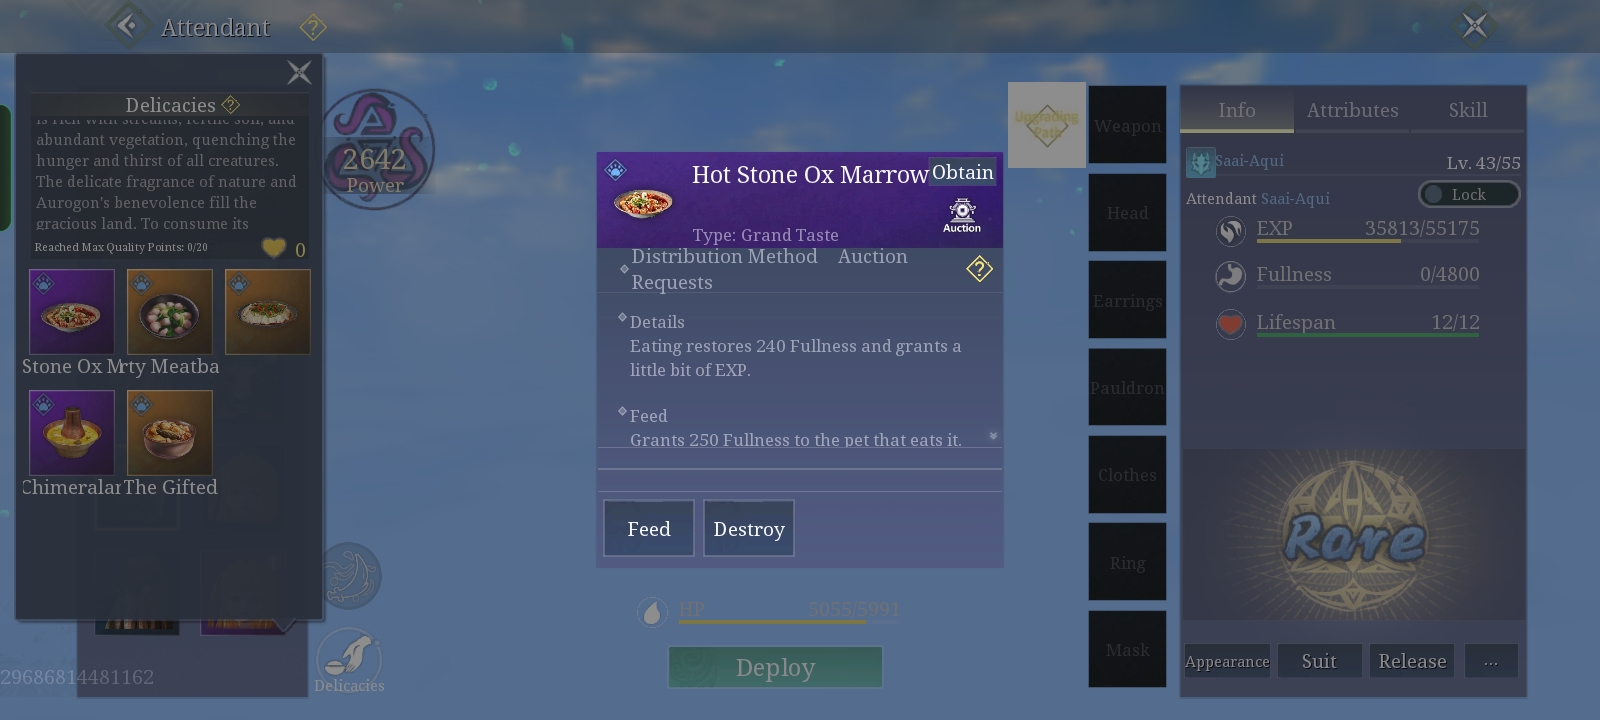 Attendant
Delicacies
is rich with streams, fertile soil, and
abundant vegetation, quenching the
hunger and thirst of all creatures.
The delicate fragrance of nature and
Aurogon's benevolence fill the
gracious land. To consume its
Reached Max Quality Points: 0/20
0
Stone Ox M
rty Meatba
Chimeralar
The Gifted
29686814481162
2642
Power
Delicacies
Hot Stone Ox Marrow
Obtain
Type: Grand Taste
Auction
Distribution Method Auction
Requests
Details
Eating restores 240 Fullness and grants a
little bit of EXP.
Feed
Grants 250 Fullness to the pet that eats it.
Feed
Destroy
HP 5055/5991
Deploy
Upgrading
Path
Weapon
Head
Earrings
Pauldron
Clothes
Ring
Mask
Info
Attributes
Skill
Saai-Aqui
Lv. 43/55
Attendant Saai-Aqui
Lock
EXP 35813/55175
Fullness 0/4800
Lifespan 12/12
Rare
Appearance
Suit
Release
...